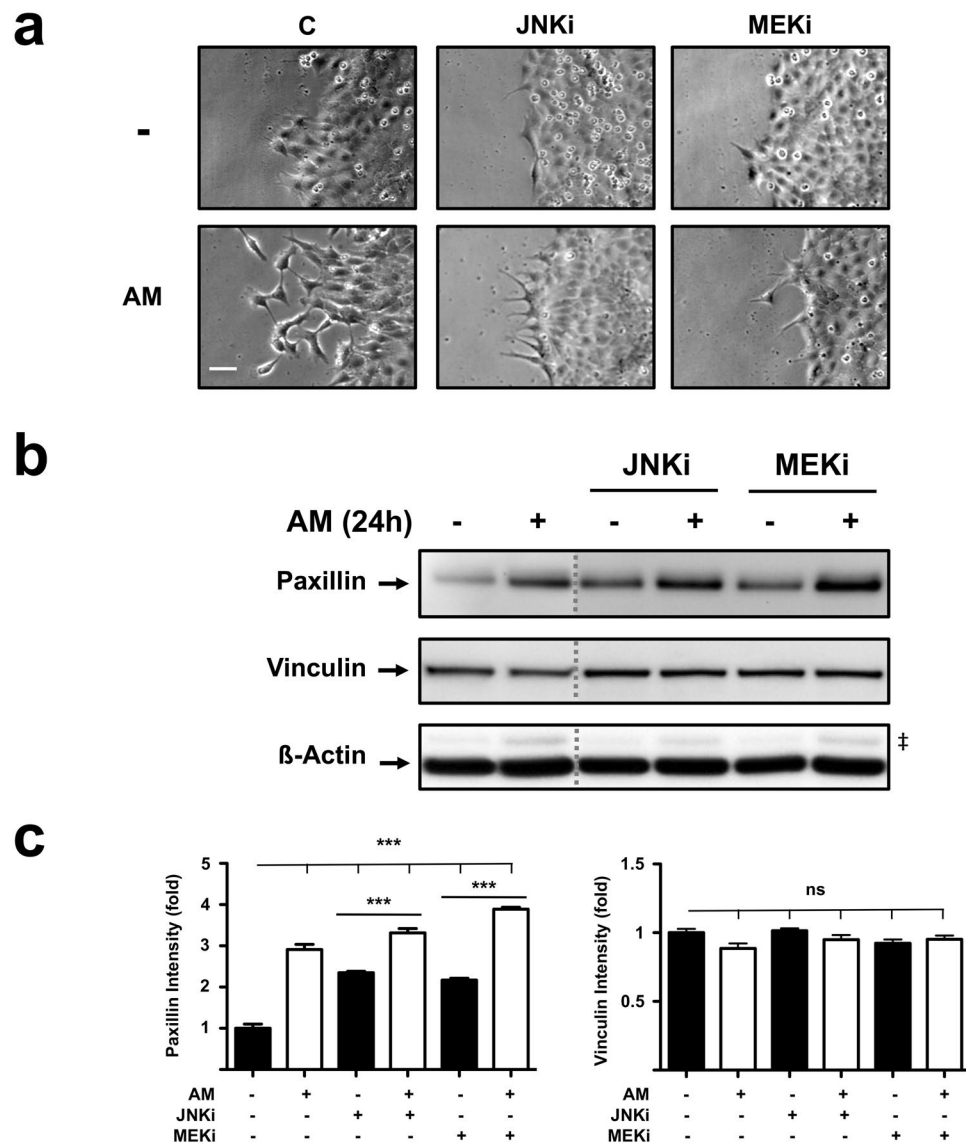 a
C JNKi MEKi
-
AM
b
JNKi MEKi
AM (24h) - + - + - +
Paxillin
Vinculin
ß-Actin ‡
c
Paxillin Intensity (fold)
5
4
3
2
1
***
*** ***
AM - + - + - +
JNKi - - + + - -
MEKi - - - - + +
Vinculin Intensity (fold)
1.5
1
0.5
ns
AM - + - + - +
JNKi - - + + - -
MEKi - - - - + +